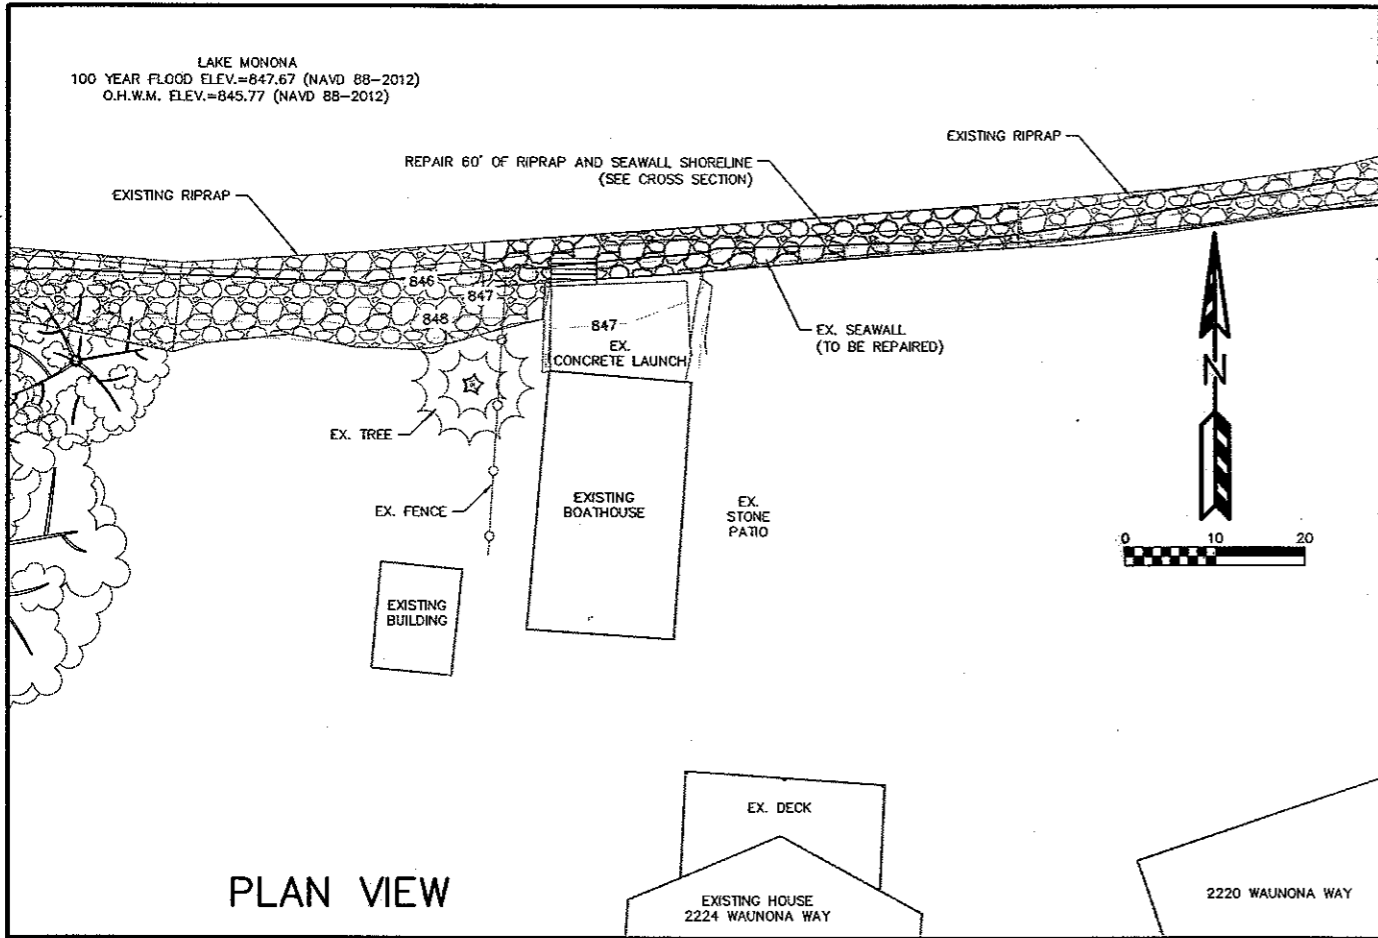 LAKE MONONA
100 YEAR FLOOD ELEV.=847.67 (NAVD 88-2012)
O.H.W.M. ELEV.=845.77 (NAVD 88-2012)
EXISTING RIPRAP
REPAIR 60' OF RIPRAP AND SEAWALL SHORELINE
(SEE CROSS SECTION)
EXISTING RIPRAP
846
847
848
847
EX.
CONCRETE LAUNCH
EX. SEAWALL
(TO BE REPAIRED)
N
EX. TREE
EX. FENCE
EXISTING
BOATHOUSE
EX.
STONE
PATIO
0 10 20
EXISTING
BUILDING
EX. DECK
PLAN VIEW
EXISTING HOUSE
2224 WAUNONA WAY
2220 WAUNONA WAY